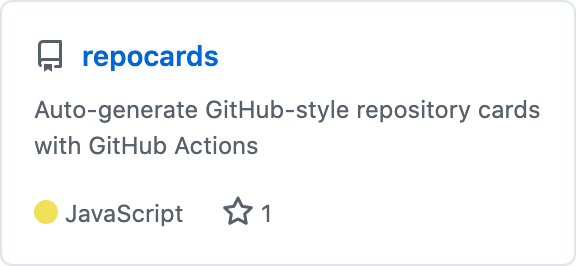 repocards
Auto-generate GitHub-style repository cards
with GitHub Actions
JavaScript 1